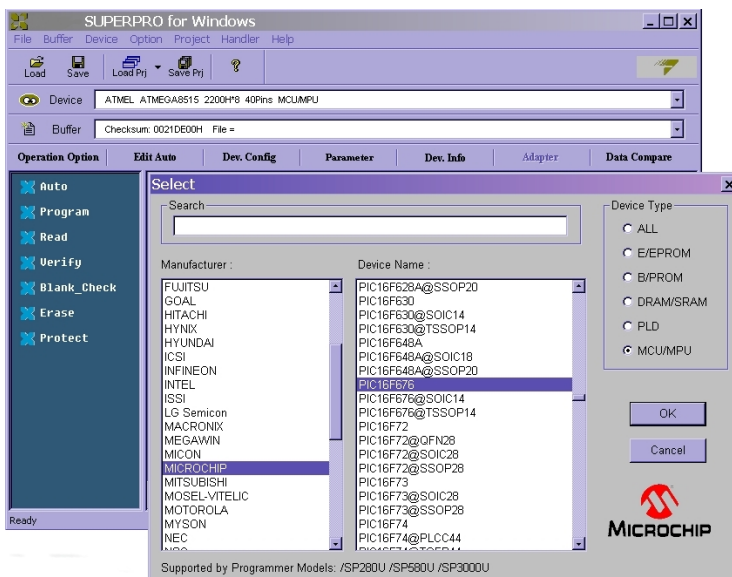 SUPERPRO for Windows
File Buffer Device Option Project Handler Help
Load Save Load Prj Save Prj
Device ATMEL ATMEGA8515 2200H*8 40Pins MCU/MPU
Buffer Checksum: 0021DE00H File =
Operation Option Edit Auto Dev. Config Parameter Dev. Info Adapter Data Compare
Auto
Program
Read
Verify
Blank_Check
Erase
Protect
Ready
Select
Search
Manufacturer :
FUJITSU
GOAL
HITACHI
HYNIX
HYUNDAI
ICSI
INFINEON
INTEL
ISSI
LG Semicon
MACRONIX
MEGAWIN
MICON
MICROCHIP
MITSUBISHI
MOSEL-VITELIC
MOTOROLA
MYSON
NEC
Device Name :
PIC16F628A@SSOP20
PIC16F630
PIC16F630@SOIC14
PIC16F630@TSSOP14
PIC16F648A
PIC16F648A@SOIC18
PIC16F648A@SSOP20
PIC16F676
PIC16F676@SOIC14
PIC16F676@TSSOP14
PIC16F72
PIC16F72@QFN28
PIC16F72@SOIC28
PIC16F72@SSOP28
PIC16F73
PIC16F73@SOIC28
PIC16F73@SSOP28
PIC16F74
PIC16F74@PLCC44
Device Type
ALL
E/EPROM
B/PROM
DRAM/SRAM
PLD
MCU/MPU
OK
Cancel
MICROCHIP
Supported by Programmer Models: /SP280U /SP580U /SP3000U